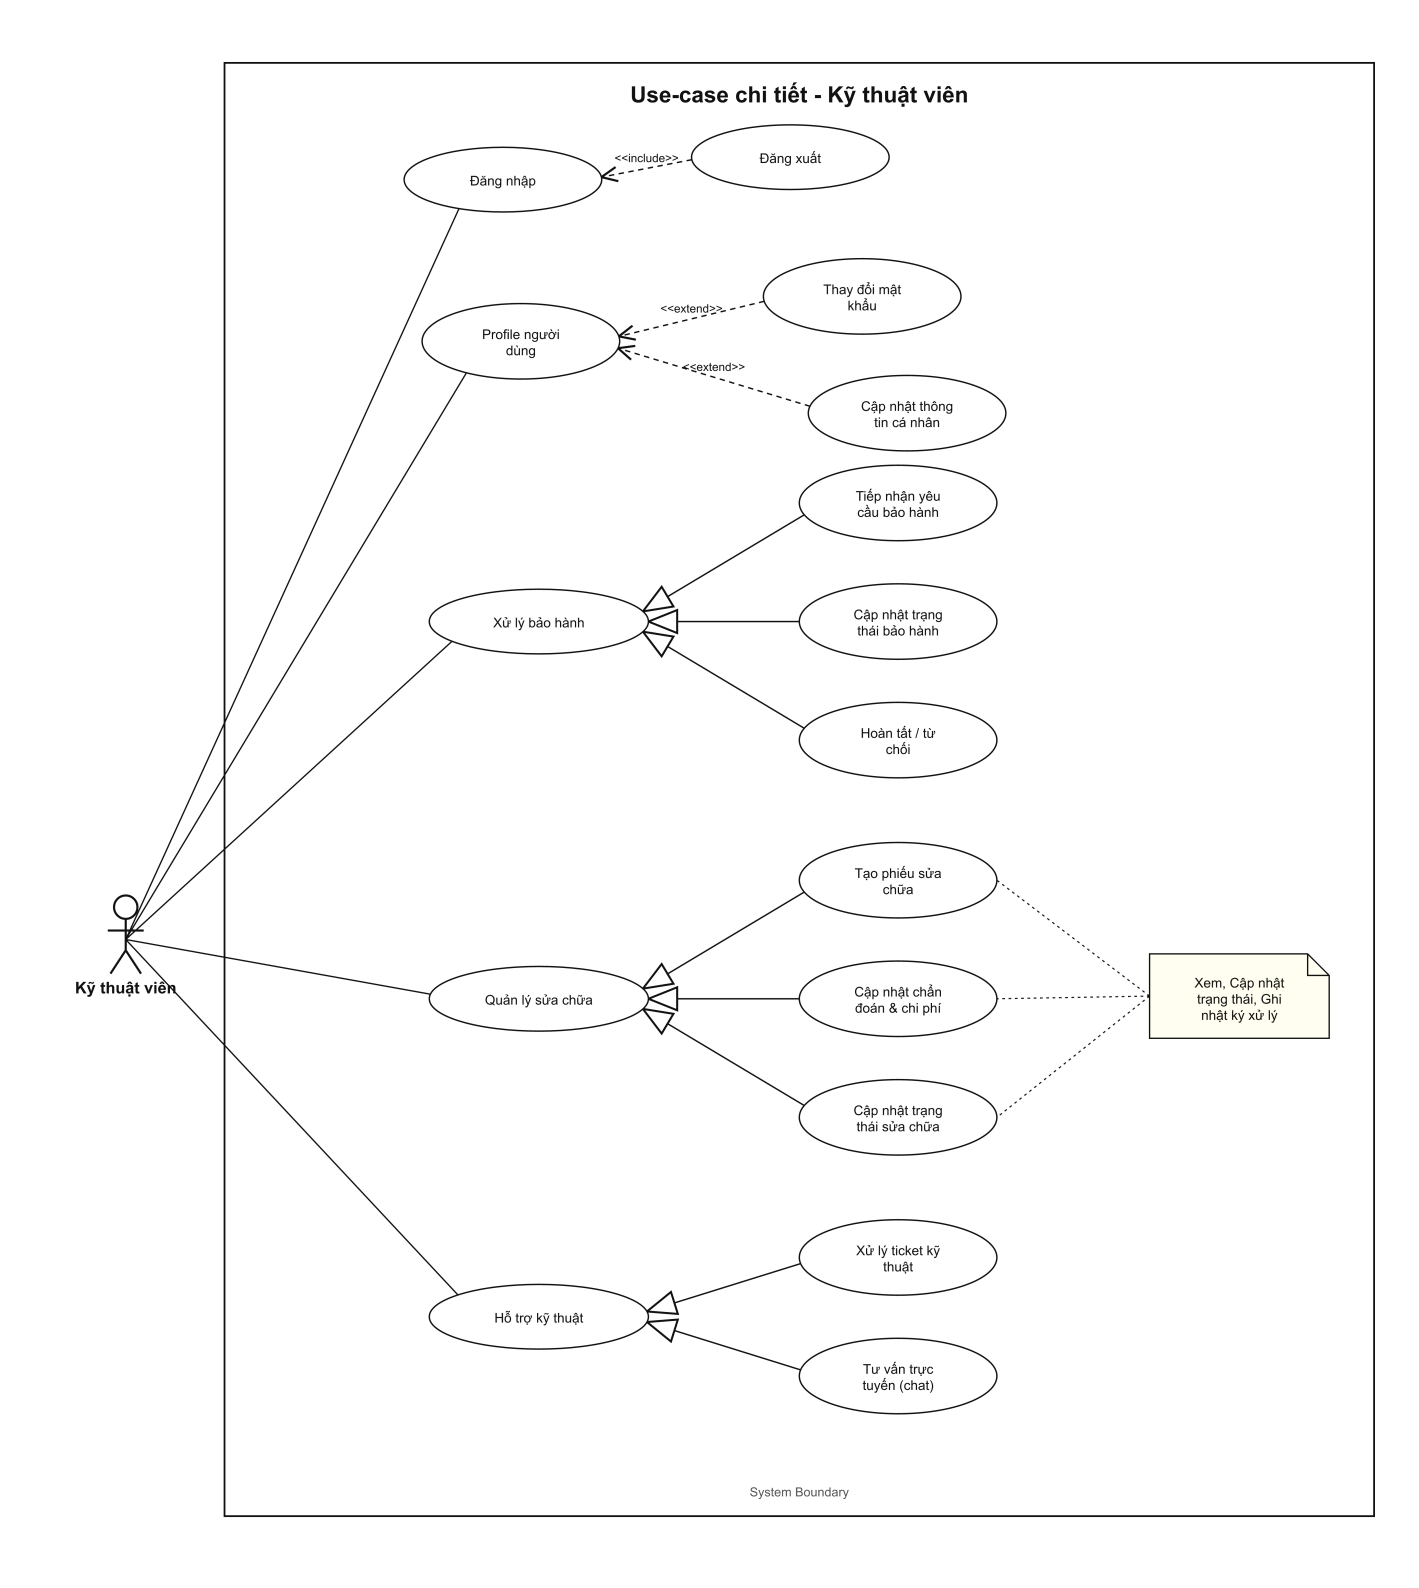 Use-case chi tiết - Kỹ thuật viên
Đăng nhập
<<include>>
Đăng xuất
Profile người
dùng
<<extend>>
Thay đổi mật
khẩu
<<extend>>
Cập nhật thông
tin cá nhân
Xử lý bảo hành
Tiếp nhận yêu
cầu bảo hành
Cập nhật trạng
thái bảo hành
Hoàn tất / từ
chối
Kỹ thuật viên
Quản lý sửa chữa
Tạo phiếu sửa
chữa
Cập nhật chẩn
đoán & chi phí
Cập nhật trạng
thái sửa chữa
Xem, Cập nhật
trạng thái, Ghi
nhật ký xử lý
Hỗ trợ kỹ thuật
Xử lý ticket kỹ
thuật
Tư vấn trực
tuyến (chat)
System Boundary